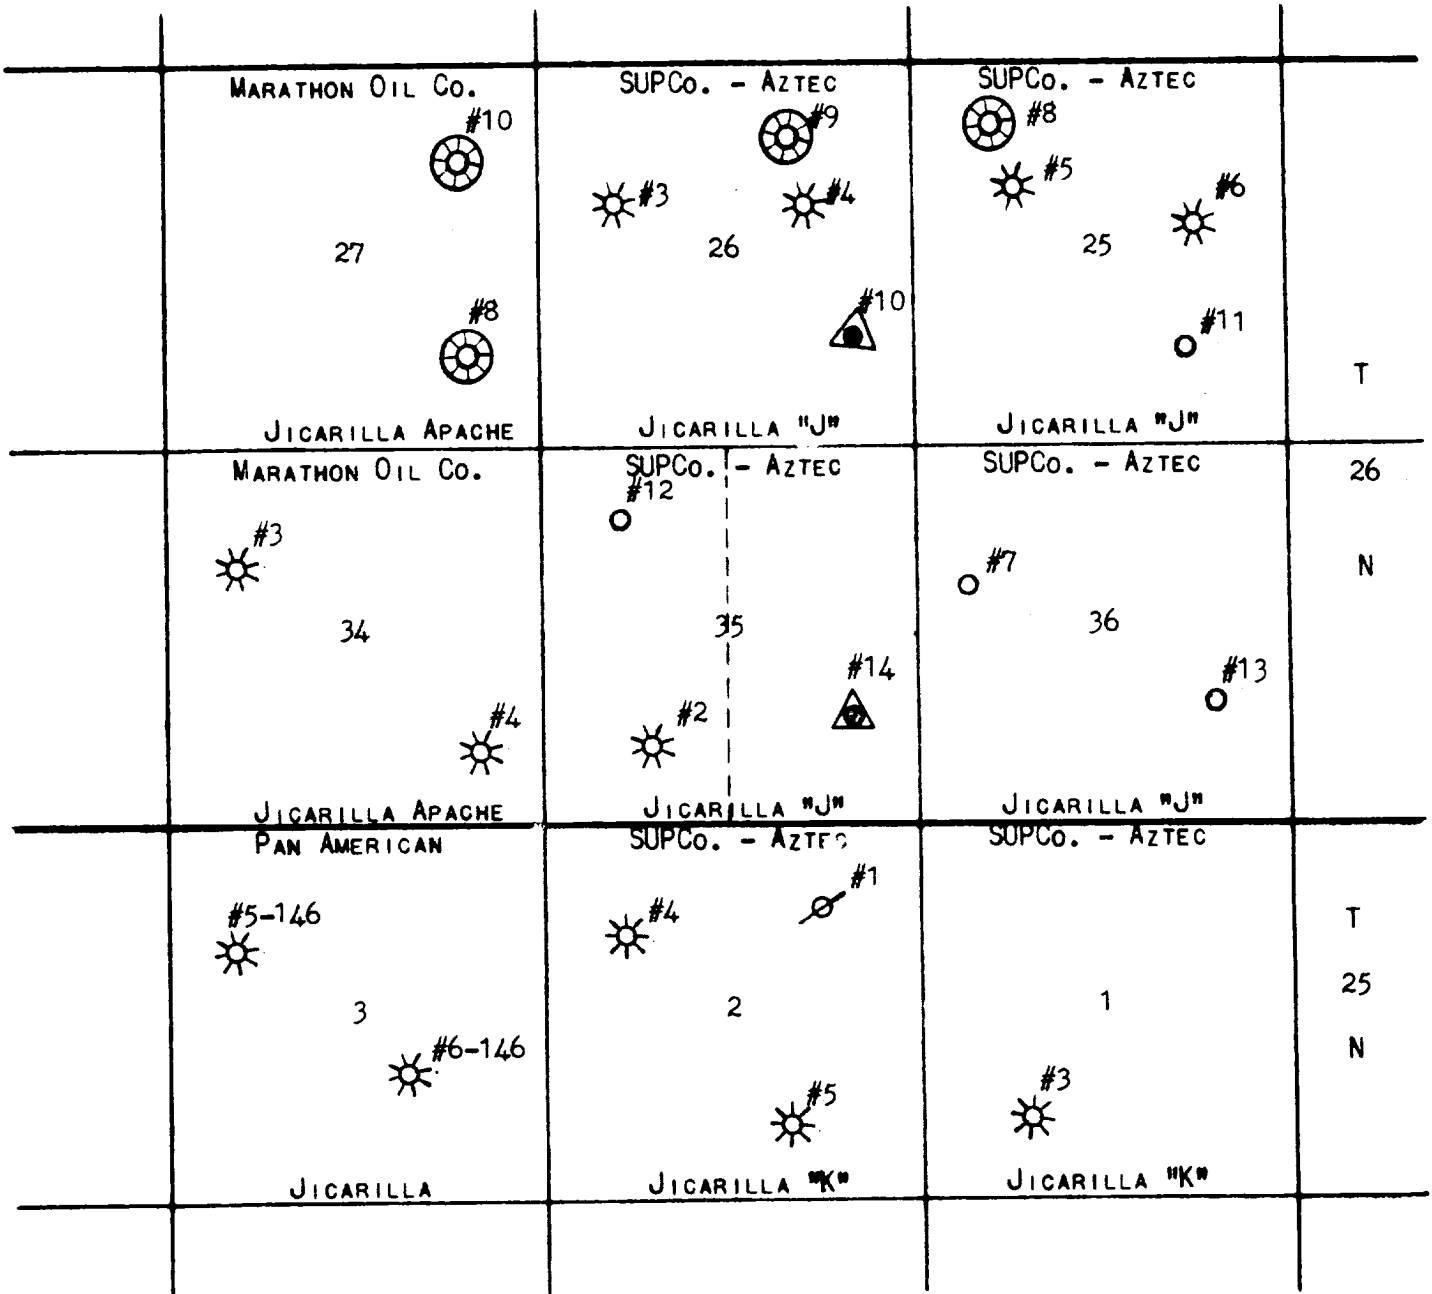 MARATHON OIL CO.
#10
27
#8
JICARILLA APACHE
SUPCO. - AZTEC
#9
#3
#4
26
#10
JICARILLA "J"
SUPCO. - AZTEC
#8
#5
#6
25
#11
JICARILLA "J"
T
26
N
MARATHON OIL CO.
#3
34
#4
JICARILLA APACHE
SUPCO. - AZTEC
#12
35
#14
#2
JICARILLA "J"
SUPCO. - AZTEC
#7
36
#13
JICARILLA "J"
PAN AMERICAN
#5-146
3
#6-146
JICARILLA
SUPCO. - AZTEC
#1
#4
2
#5
JICARILLA "K"
SUPCO. - AZTEC
1
#3
JICARILLA "K"
T
25
N